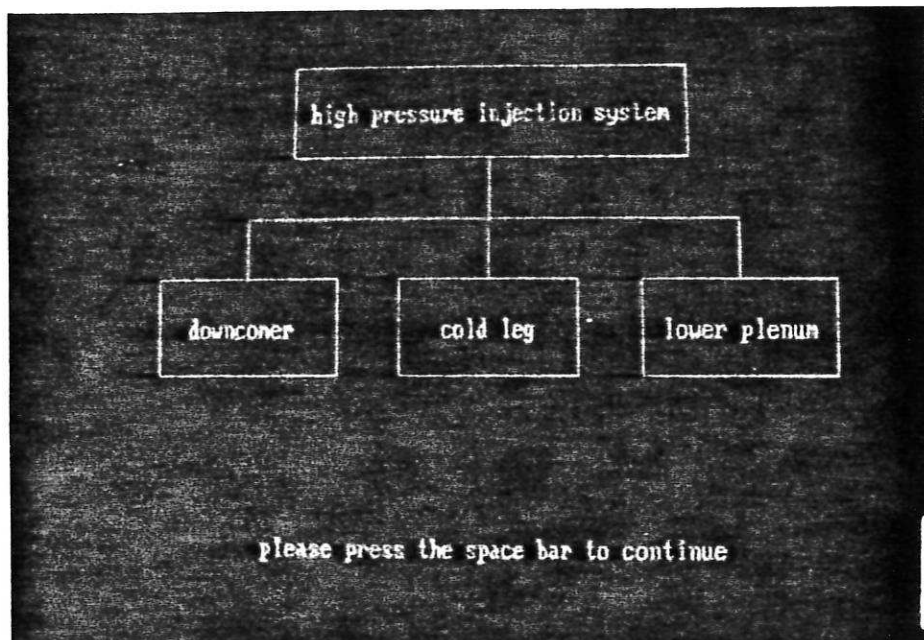 high pressure injection system
downcomer
cold leg
lower plenum
please press the space bar to continue